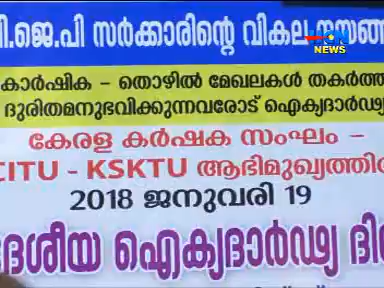 ബി.ജെ.പി സർക്കാരിന്റെ വികല
NEWS
കാർഷിക – തൊഴിൽ മേഖലകൾ തകർത്ത
ദുരിതമനുഭവിക്കുന്നവരോട് ഐക്യദാർഢ്യ
കേരള കർഷക സംഘം –
CITU - KSKTU ആഭിമുഖ്യത്തിൽ
2018 ജനുവരി 19
ദേശീയ ഐക്യദാർഢ്യ ദി